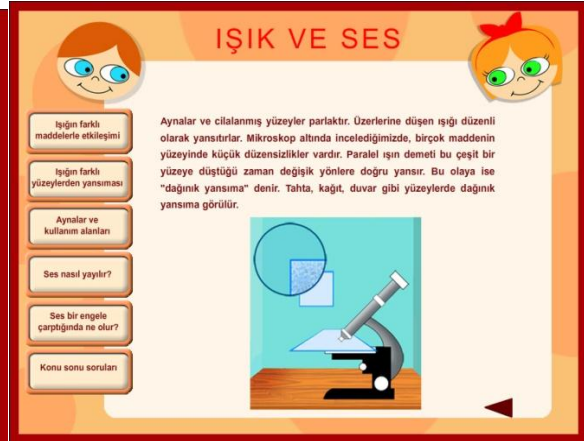 IŞIK VE SES
Işığın farklı
maddelerle etkileşimi
Işığın farklı
yüzeylerden yansıması
Aynalar ve
kullanım alanları
Ses nasıl yayılır?
Ses bir engele
çarptığında ne olur?
Konu sonu soruları
Aynalar ve cilalanmış yüzeyler parlaktır. Üzerlerine düşen ışığı düzenli
olarak yansıtırlar. Mikroskop altında incelediğimizde, birçok maddenin
yüzeyinde küçük düzensizlikler vardır. Paralel ışın demeti bu çeşit bir
yüzeye düştüğü zaman değişik yönlere doğru yansır. Bu olaya ise
"dağınık yansıma" denir. Tahta, kağıt, duvar gibi yüzeylerde dağınık
yansıma görülür.